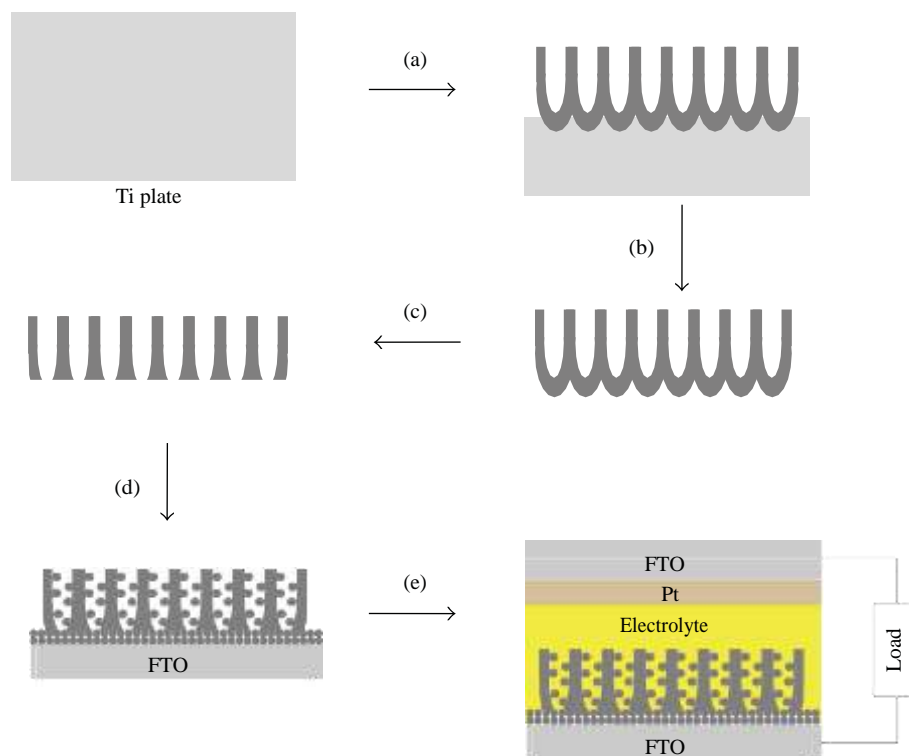 (a)
Ti plate
(b)
(c)
(d)
(e)
FTO
FTO
Pt
Electrolyte
Load
FTO